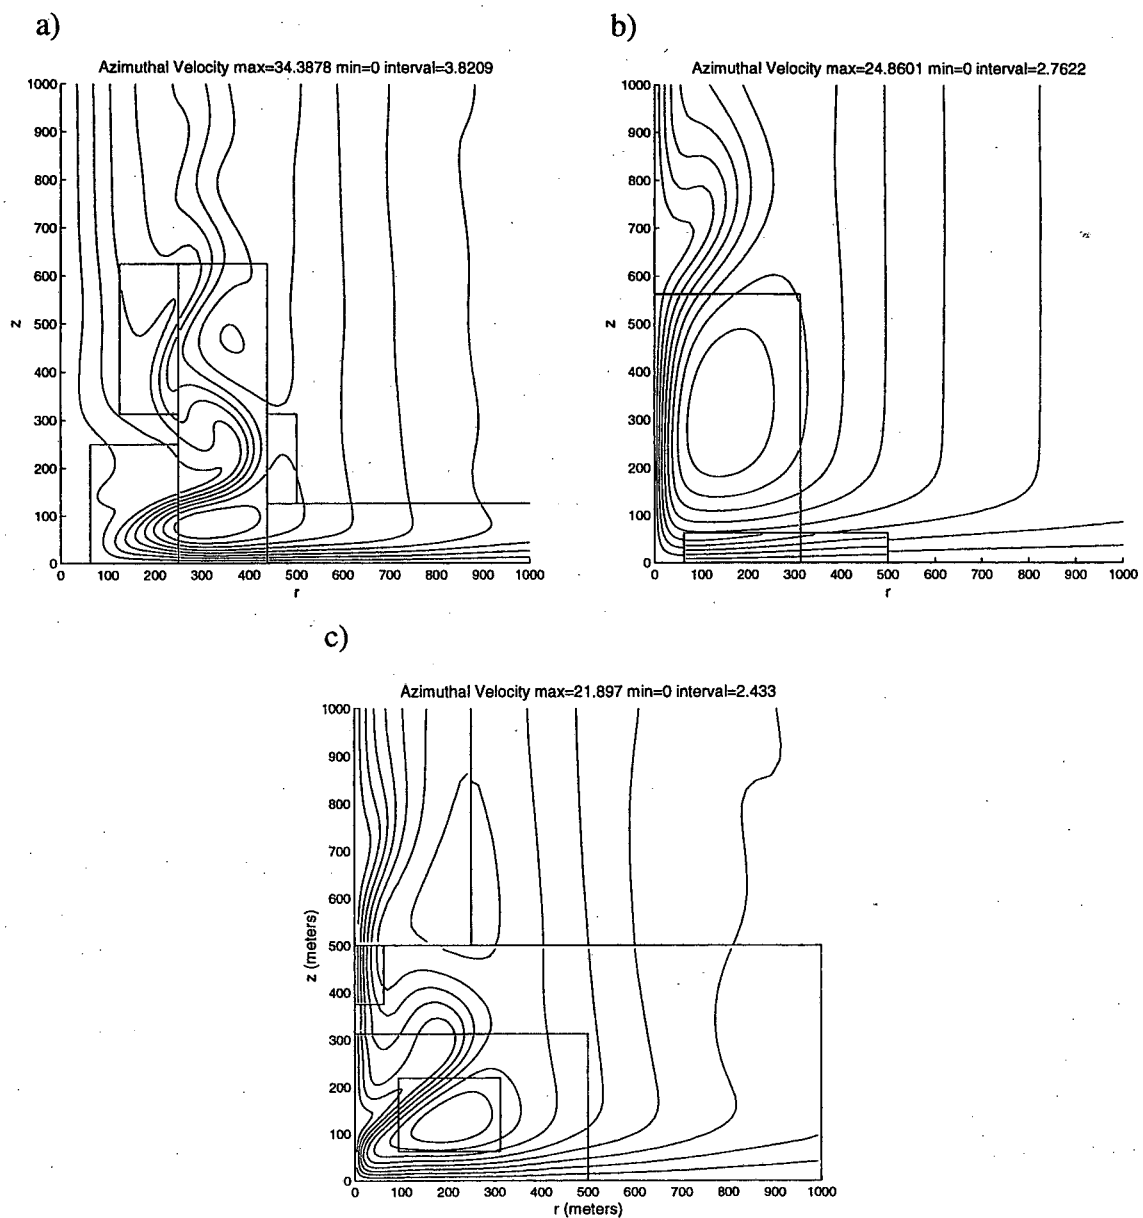 a)
Azimuthal Velocity max=34.3878 min=0 interval=3.8209
1000
900
800
700
600
500
400
300
200
100
0
z
0 100 200 300 400 500 600 700 800 900 1000
r
b)
Azimuthal Velocity max=24.8601 min=0 interval=2.7622
1000
900
800
700
600
500
400
300
200
100
0
z
0 100 200 300 400 500 600 700 800 900 1000
r
c)
Azimuthal Velocity max=21.897 min=0 interval=2.433
1000
900
800
700
600
500
400
300
200
100
0
z (meters)
0 100 200 300 400 500 600 700 800 900 1000
r (meters)